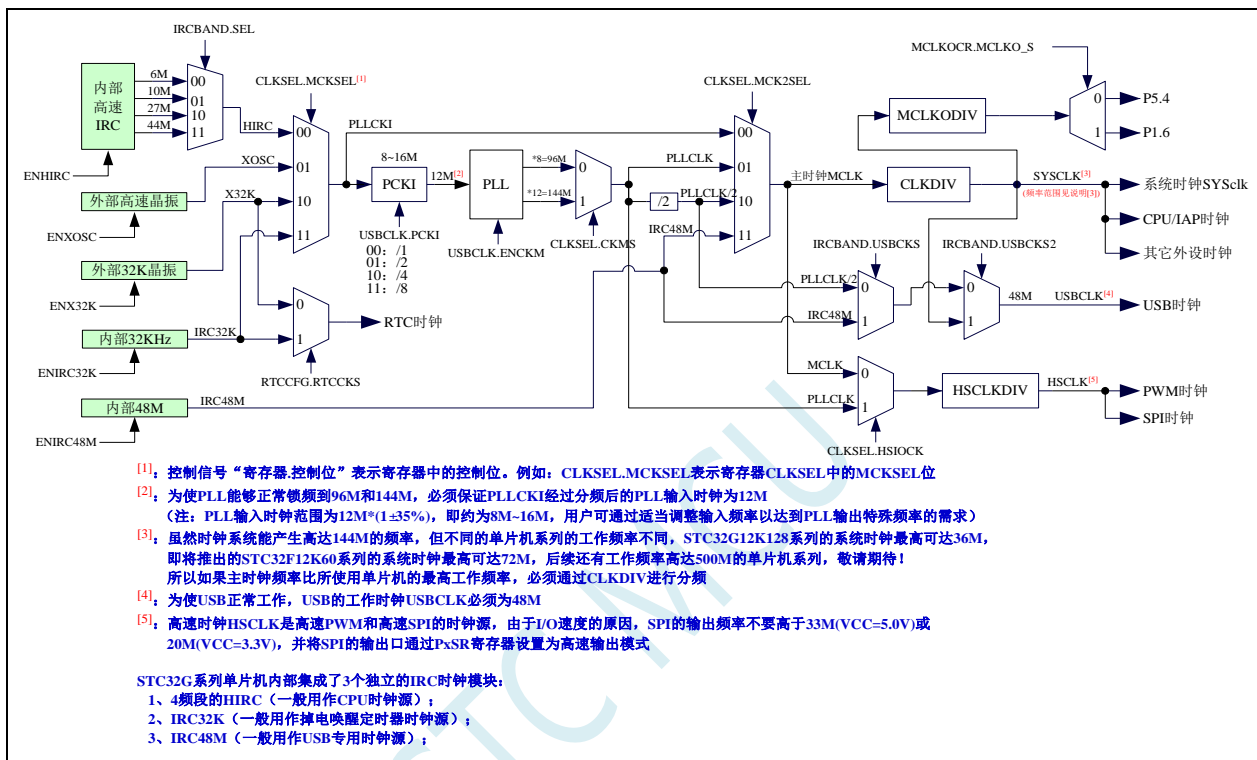 IRCBAND.SEL
MCLKOCR.MCLKO_S
内部
高速
IRC
6M
10M
27M
44M
00
01
10
11
HIRC
ENHIRC
CLKSEL.MCKSEL[1]
00
01
10
11
XOSC
外部高速晶振
ENXOSC
X32K
外部32K晶振
ENX32K
内部32KHz
IRC32K
ENIRC32K
内部48M
IRC48M
ENIRC48M
0
1
RTC时钟
RTCCFG.RTCCKS
PLLCKI
8~16M
PCKI
12M[2]
USBCLK.PCKI
00: /1
01: /2
10: /4
11: /8
PLL
USBCLK.ENCKM
*8=96M
*12=144M
0
1
CLKSEL.CKMS
CLKSEL.MCK2SEL
00
01
10
11
PLLCLK
/2
PLLCLK/2
IRC48M
主时钟MCLK
CLKDIV
MCLKODIV
0
1
P5.4
P1.6
SYSCLK[3]
(频率范围见说明[3])
系统时钟SYSclk
CPU/IAP时钟
其它外设时钟
IRCBAND.USBCKS
IRCBAND.USBCKS2
PLLCLK/2
IRC48M
0
1
0
1
48M
USBCLK[4]
USB时钟
MCLK
PLLCLK
0
1
CLKSEL.HSIOCK
HSCLKDIV
HSCLK[5]
PWM时钟
SPI时钟
[1]：控制信号“寄存器.控制位”表示寄存器中的控制位。例如：CLKSEL.MCKSEL表示寄存器CLKSEL中的MCKSEL位
[2]：为使PLL能够正常锁频到96M和144M，必须保证PLLCKI经过分频后的PLL输入时钟为12M
（注：PLL输入时钟范围为12M*(1±35%)，即约为8M~16M，用户可通过适当调整输入频率以达到PLL输出特殊频率的需求）
[3]：虽然时钟系统能产生高达144M的频率，但不同的单片机系列的工作频率不同，STC32G12K128系列的系统时钟最高可达36M，
即将推出的STC32F12K60系列的系统时钟最高可达72M，后续还有工作频率高达500M的单片机系列，敬请期待！
所以如果主时钟频率比所使用单片机的最高工作频率，必须通过CLKDIV进行分频
[4]：为使USB正常工作，USB的工作时钟USBCLK必须为48M
[5]：高速时钟HSCLK是高速PWM和高速SPI的时钟源，由于I/O速度的原因，SPI的输出频率不要高于33M(VCC=5.0V)或
20M(VCC=3.3V)，并将SPI的输出口通过PxSR寄存器设置为高速输出模式
STC32G系列单片机内部集成了3个独立的IRC时钟模块：
1、4频段的HIRC（一般用作CPU时钟源）；
2、IRC32K（一般用作掉电唤醒定时器时钟源）；
3、IRC48M（一般用作USB专用时钟源）；
STC MCU